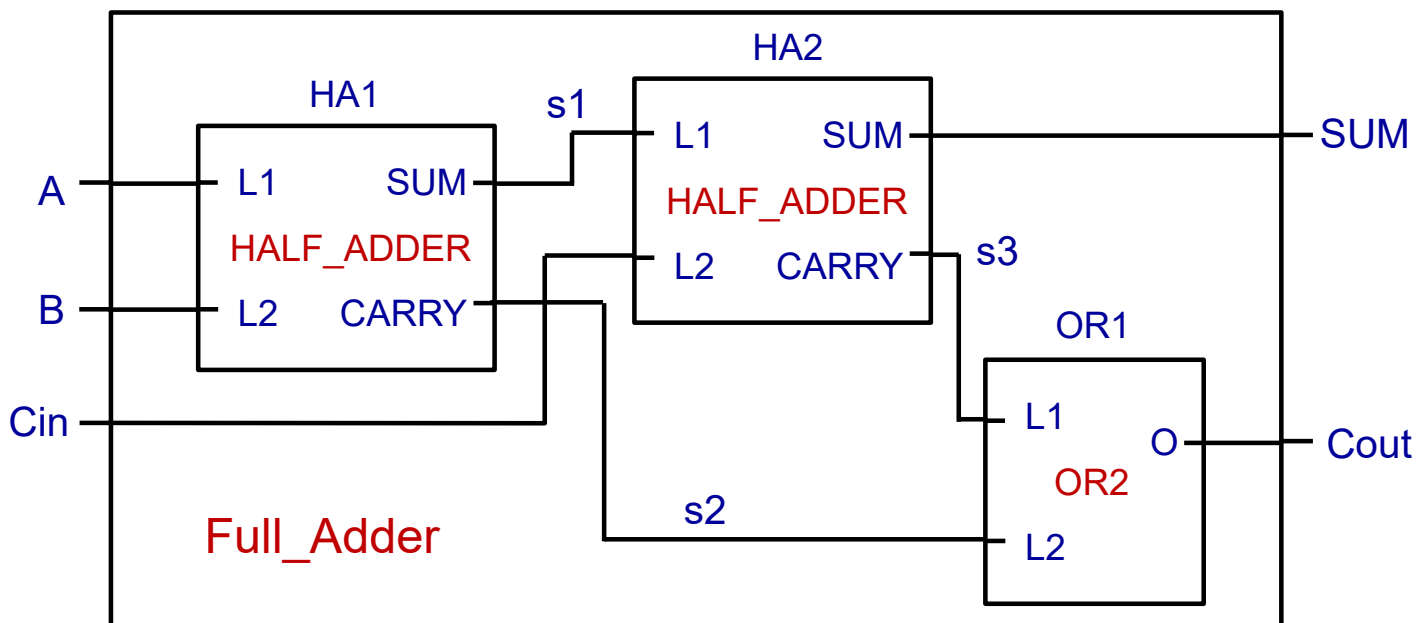 HA2
HA1
s1
L1 SUM
SUM
A
L1 SUM
HALF_ADDER
HALF_ADDER
s3
L2 CARRY
B
L2 CARRY
OR1
Cin
L1
O
Cout
OR2
s2
Full_Adder
L2